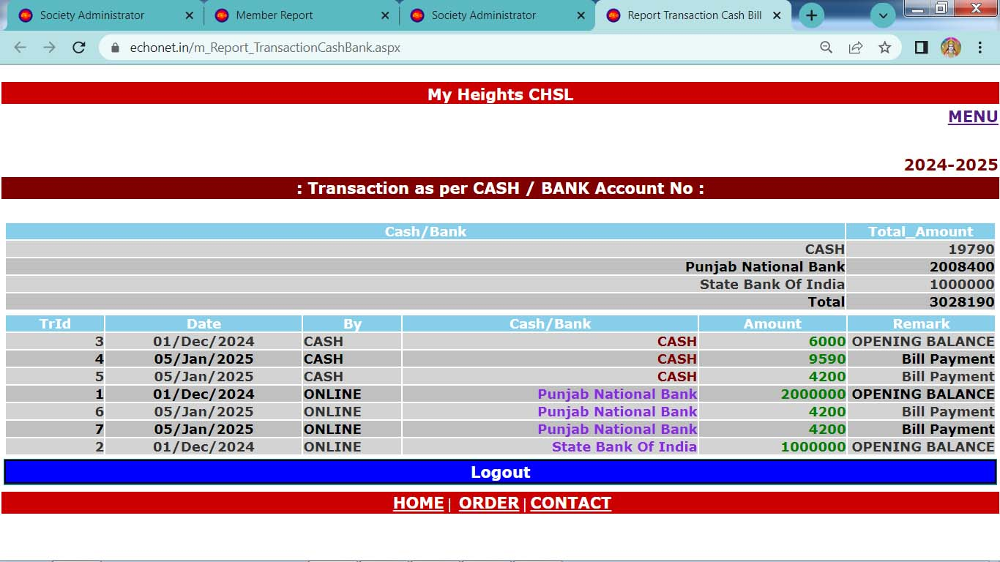 Society Administrator Member Report Society Administrator Report Transaction Cash Bill
echonet.in/m_Report_TransactionCashBank.aspx
My Heights CHSL
MENU
2024-2025
: Transaction as per CASH / BANK Account No :
Cash/Bank Total_Amount
CASH 19790
Punjab National Bank 2008400
State Bank Of India 1000000
Total 3028190
TrId Date By Cash/Bank Amount Remark
3 01/Dec/2024 CASH CASH 6000 OPENING BALANCE
4 05/Jan/2025 CASH CASH 9590 Bill Payment
5 05/Jan/2025 CASH CASH 4200 Bill Payment
1 01/Dec/2024 ONLINE Punjab National Bank 2000000 OPENING BALANCE
6 05/Jan/2025 ONLINE Punjab National Bank 4200 Bill Payment
7 05/Jan/2025 ONLINE Punjab National Bank 4200 Bill Payment
2 01/Dec/2024 ONLINE State Bank Of India 1000000 OPENING BALANCE
Logout
HOME | ORDER | CONTACT